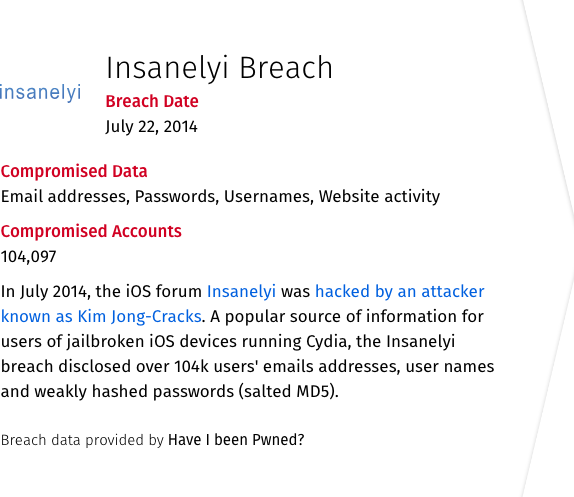 Insanelyi Breach
insanelyi
Breach Date
July 22, 2014
Compromised Data
Email addresses, Passwords, Usernames, Website activity
Compromised Accounts
104,097
In July 2014, the iOS forum Insanelyi was hacked by an attacker
known as Kim Jong-Cracks. A popular source of information for
users of jailbroken iOS devices running Cydia, the Insanelyi
breach disclosed over 104k users' emails addresses, user names
and weakly hashed passwords (salted MD5).
Breach data provided by Have I been Pwned?